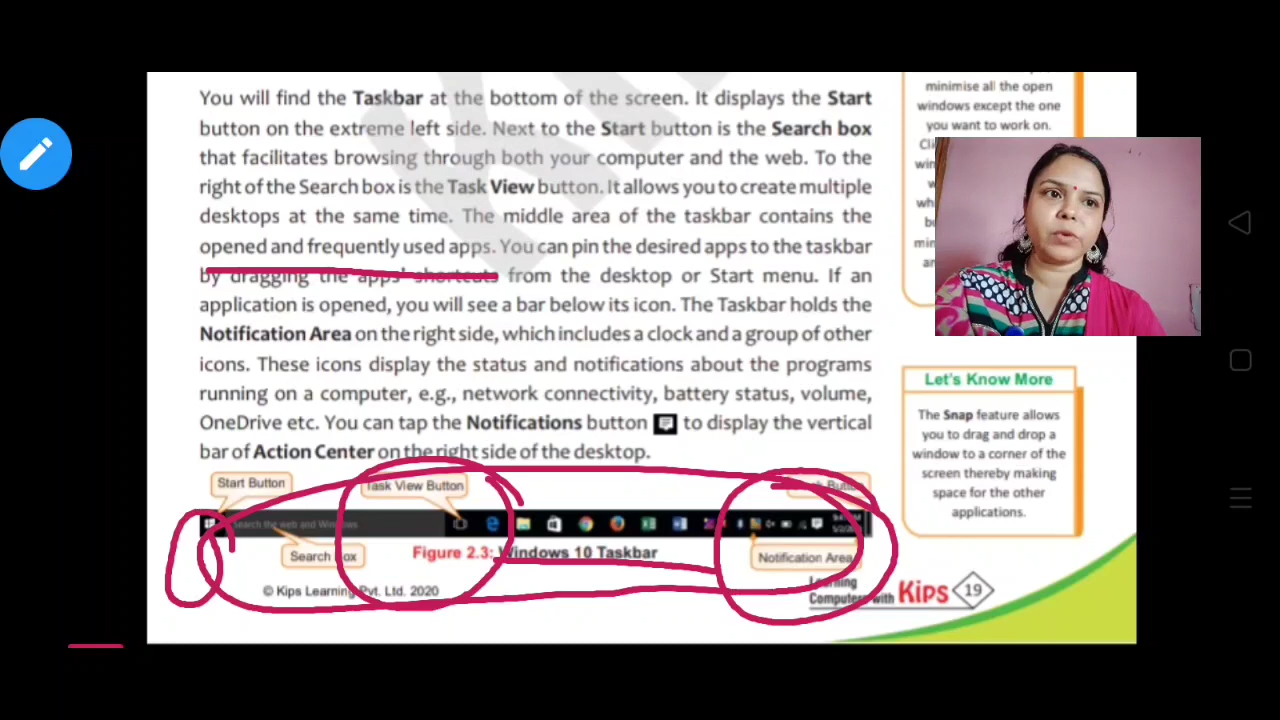 You will find the Taskbar at the bottom of the screen. It displays the Start
button on the extreme left side. Next to the Start button is the Search box
that facilitates browsing through both your computer and the web. To the
right of the Search box is the Task View button. It allows you to create multiple
desktops at the same time. The middle area of the taskbar contains the
opened and frequently used apps. You can pin the desired apps to the taskbar
by dragging the apps' shortcuts from the desktop or Start menu. If an
application is opened, you will see a bar below its icon. The Taskbar holds the
Notification Area on the right side, which includes a clock and a group of other
icons. These icons display the status and notifications about the programs
running on a computer, e.g., network connectivity, battery status, volume,
OneDrive etc. You can tap the Notifications button to display the vertical
bar of Action Center on the right side of the desktop.
Start Button
Task View Button
Search the web and Windows
Search Box
Figure 2.3: Windows 10 Taskbar
Notification Area
© Kips Learning Pvt. Ltd. 2020
Learning
Computers with Kips 19
minimise all the open
windows except the one
you want to work on.
Let's Know More
The Snap feature allows
you to drag and drop a
window to a corner of the
screen thereby making
space for the other
applications.